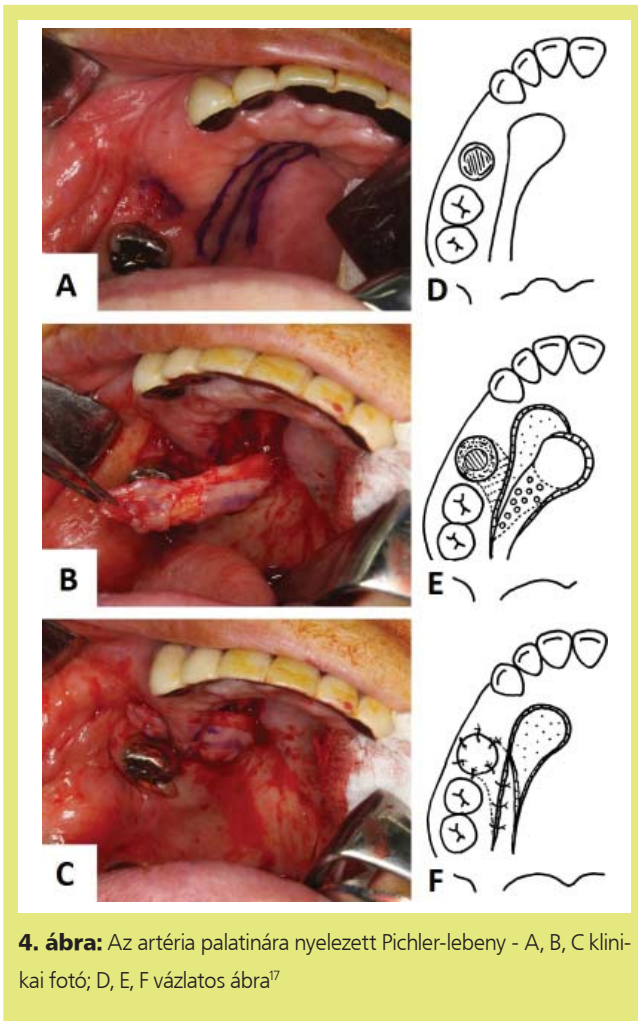 A
D
B
E
C
F
4. ábra: Az artéria palatinára nyelezett Pichler-lebeny - A, B, C klini-
kai fotó; D, E, F vázlatos ábra17